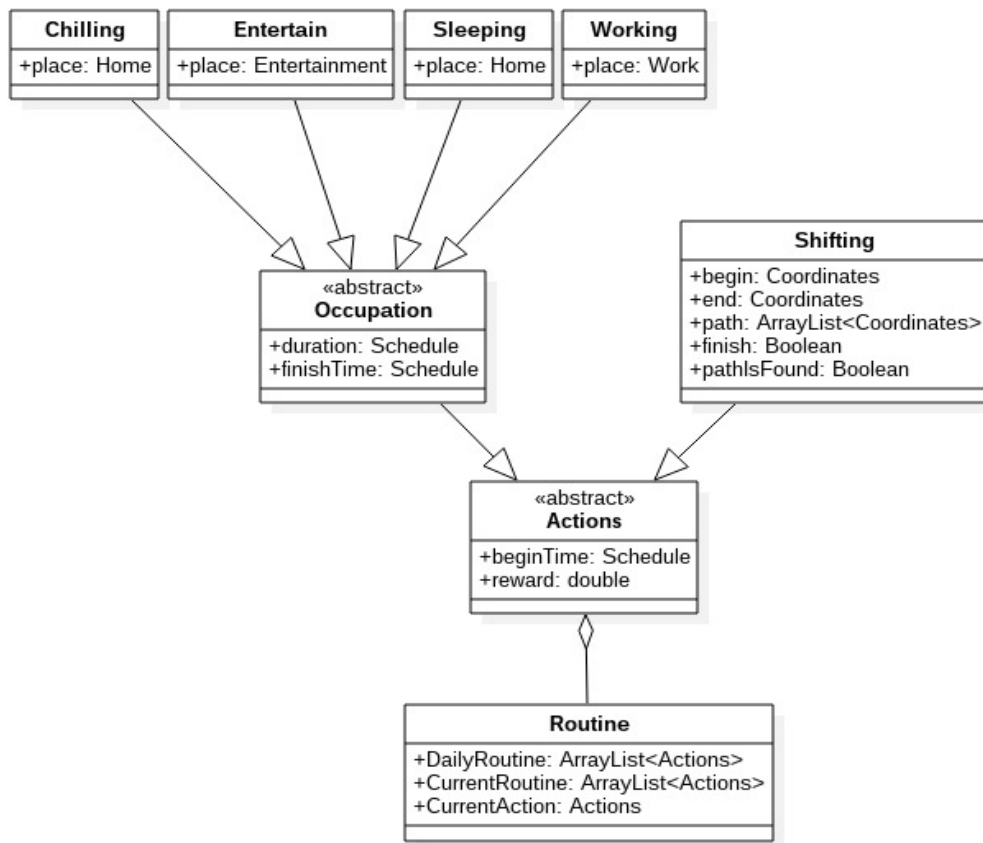 Chilling
+place: Home
Entertain
+place: Entertainment
Sleeping
+place: Home
Working
+place: Work
Shifting
+begin: Coordinates
+end: Coordinates
+path: ArrayList<Coordinates>
+finish: Boolean
+pathIsFound: Boolean
«abstract»
Occupation
+duration: Schedule
+finishTime: Schedule
«abstract»
Actions
+beginTime: Schedule
+reward: double
Routine
+DailyRoutine: ArrayList<Actions>
+CurrentRoutine: ArrayList<Actions>
+CurrentAction: Actions